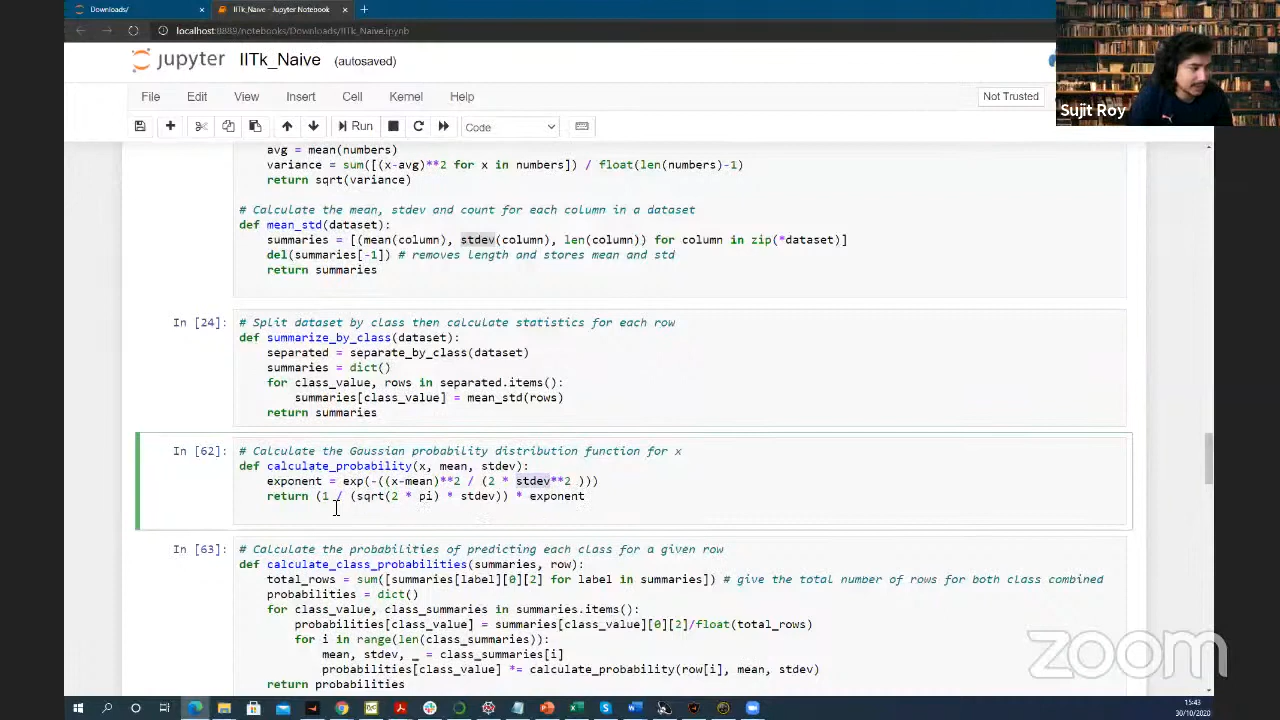 Downloads/
IITk_Naive - Jupyter Notebook
localhost:8889/notebooks/Downloads/IITk_Naive.ipynb
jupyter IITk_Naive (autosaved)
Sujit Roy
File Edit View Insert Cell Kernel Help
Not Trusted
Run Code
avg = mean(numbers)
variance = sum([(x-avg)**2 for x in numbers]) / float(len(numbers)-1)
return sqrt(variance)
# Calculate the mean, stdev and count for each column in a dataset
def mean_std(dataset):
summaries = [(mean(column), stdev(column), len(column)) for column in zip(*dataset)]
del(summaries[-1]) # removes length and stores mean and std
return summaries
In [24]: # Split dataset by class then calculate statistics for each row
def summarize_by_class(dataset):
separated = separate_by_class(dataset)
summaries = dict()
for class_value, rows in separated.items():
summaries[class_value] = mean_std(rows)
return summaries
In [62]: # Calculate the Gaussian probability distribution function for x
def calculate_probability(x, mean, stdev):
exponent = exp(-((x-mean)**2 / (2 * stdev**2 )))
return (1 / (sqrt(2 * pi) * stdev)) * exponent
In [63]: # Calculate the probabilities of predicting each class for a given row
def calculate_class_probabilities(summaries, row):
total_rows = sum([summaries[label][0][2] for label in summaries]) # give the total number of rows for both class combined
probabilities = dict()
for class_value, class_summaries in summaries.items():
probabilities[class_value] = summaries[class_value][0][2]/float(total_rows)
for i in range(len(class_summaries)):
mean, stdev, _ = class_summaries[i]
probabilities[class_value] *= calculate_probability(row[i], mean, stdev)
return probabilities
zoom
15:43
30/10/2020